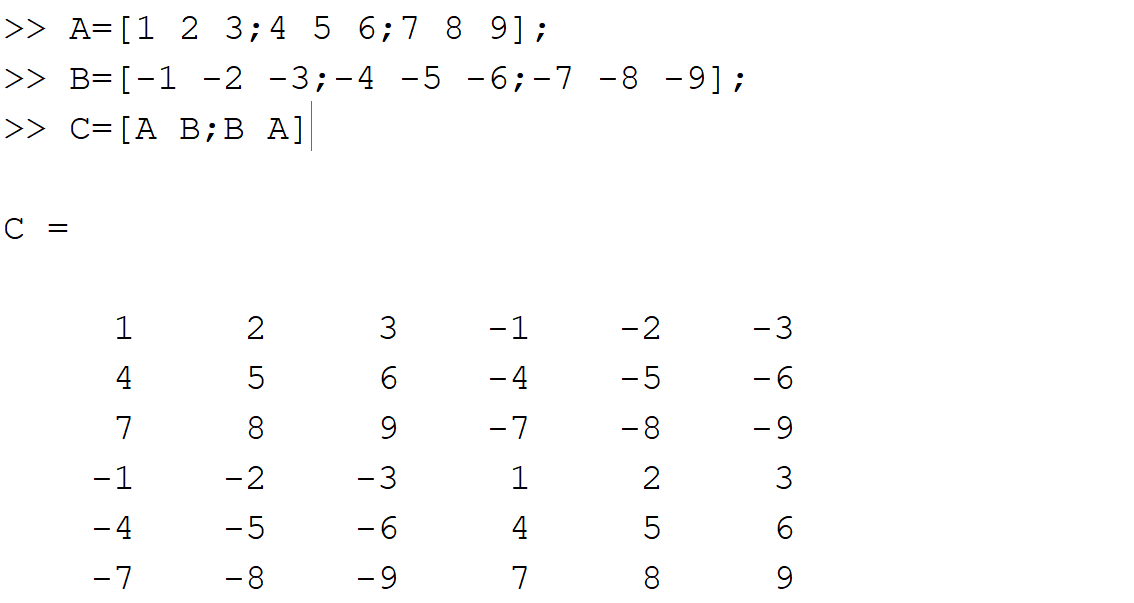 >> A=[1 2 3;4 5 6;7 8 9];
>> B=[-1 -2 -3;-4 -5 -6;-7 -8 -9];
>> C=[A B;B A]
C =
1 2 3 -1 -2 -3
4 5 6 -4 -5 -6
7 8 9 -7 -8 -9
-1 -2 -3 1 2 3
-4 -5 -6 4 5 6
-7 -8 -9 7 8 9